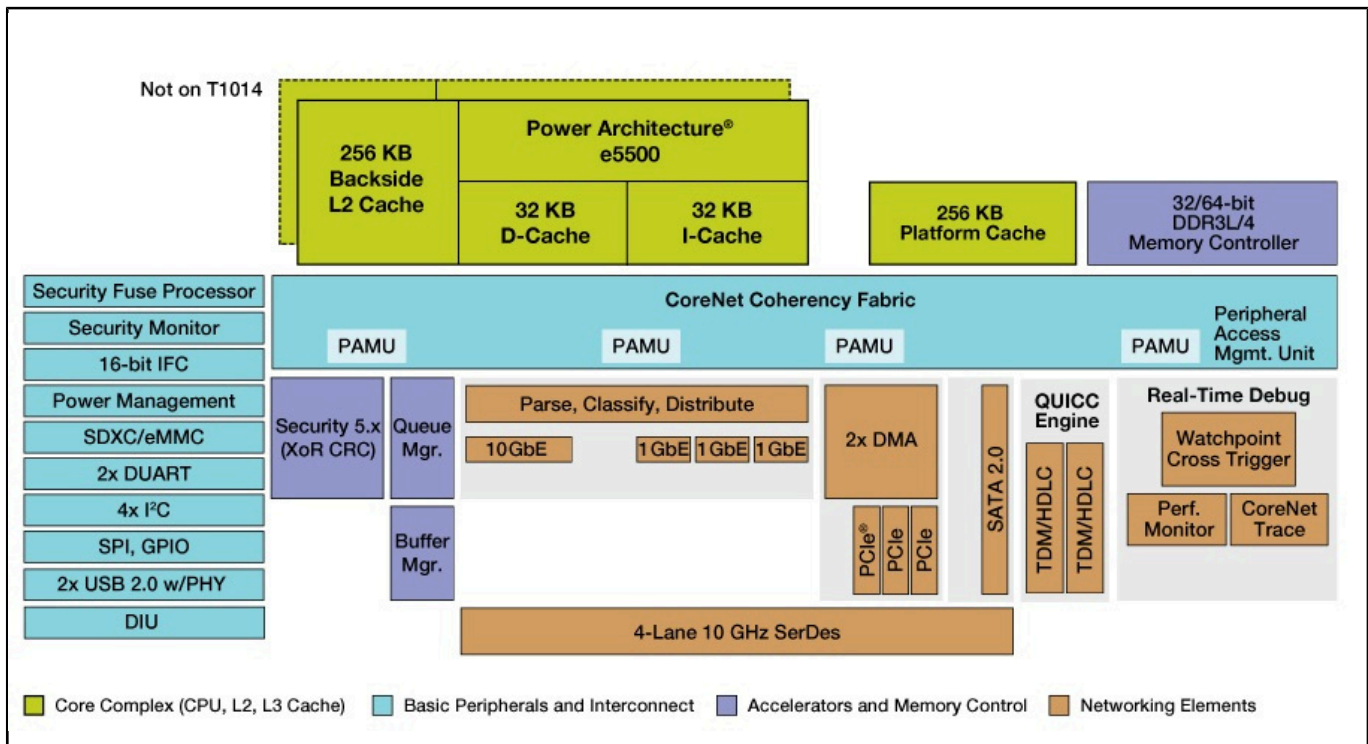 Not on T1014
256 KB
Backside
L2 Cache
Power Architecture®
e5500
32 KB
D-Cache
32 KB
I-Cache
256 KB
Platform Cache
32/64-bit
DDR3L/4
Memory Controller
Security Fuse Processor
Security Monitor
16-bit IFC
Power Management
SDXC/eMMC
2x DUART
4x I²C
SPI, GPIO
2x USB 2.0 w/PHY
DIU
CoreNet Coherency Fabric
PAMU
PAMU
PAMU
PAMU
Peripheral
Access
Mgmt. Unit
Security 5.x
(XoR CRC)
Queue
Mgr.
Buffer
Mgr.
Parse, Classify, Distribute
10GbE
1GbE
1GbE
1GbE
2x DMA
PCIe®
PCIe
PCIe
SATA 2.0
QUICC
Engine
TDM/HDLC
TDM/HDLC
Real-Time Debug
Watchpoint
Cross Trigger
Perf.
Monitor
CoreNet
Trace
4-Lane 10 GHz SerDes
Core Complex (CPU, L2, L3 Cache)
Basic Peripherals and Interconnect
Accelerators and Memory Control
Networking Elements